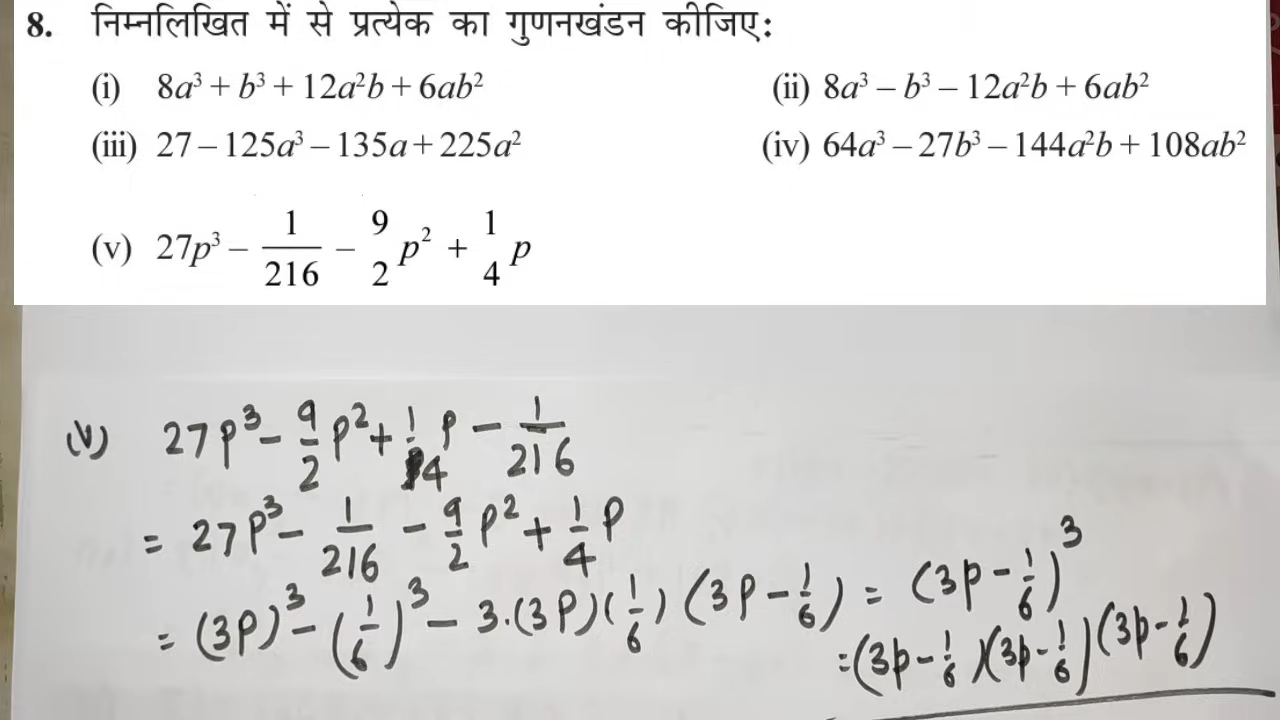 8. निम्नलिखित में से प्रत्येक का गुणनखंडन कीजिए:
(i) 8a³ + b³ + 12a²b + 6ab² (ii) 8a³ – b³ – 12a²b + 6ab²
(iii) 27 – 125a³ – 135a + 225a² (iv) 64a³ – 27b³ – 144a²b + 108ab²
(v) 27p³ – 1/216 – 9/2 p² + 1/4 p
(v) 27p³ - 9/2 p² + 1/4 p - 1/216
= 27p³ - 1/216 - 9/2 p² + 1/4 p
= (3p)³ - (1/6)³ - 3.(3p)(1/6) (3p - 1/6) = (3p - 1/6)³
= (3p - 1/6)(3p - 1/6)(3p - 1/6)